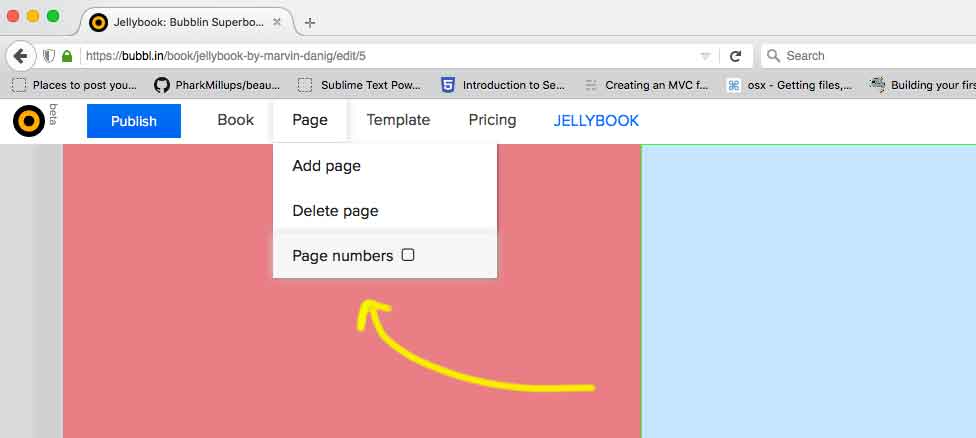 Jellybook: Bubblin Superbo...
https://bubbl.in/book/jellybook-by-marvin-danig/edit/5
Search
Places to post you... PharkMillups/beau... Sublime Text Pow... Introduction to Se... Creating an MVC f... osx - Getting files,... Building your firs
beta Publish Book Page Template Pricing JELLYBOOK
Add page
Delete page
Page numbers